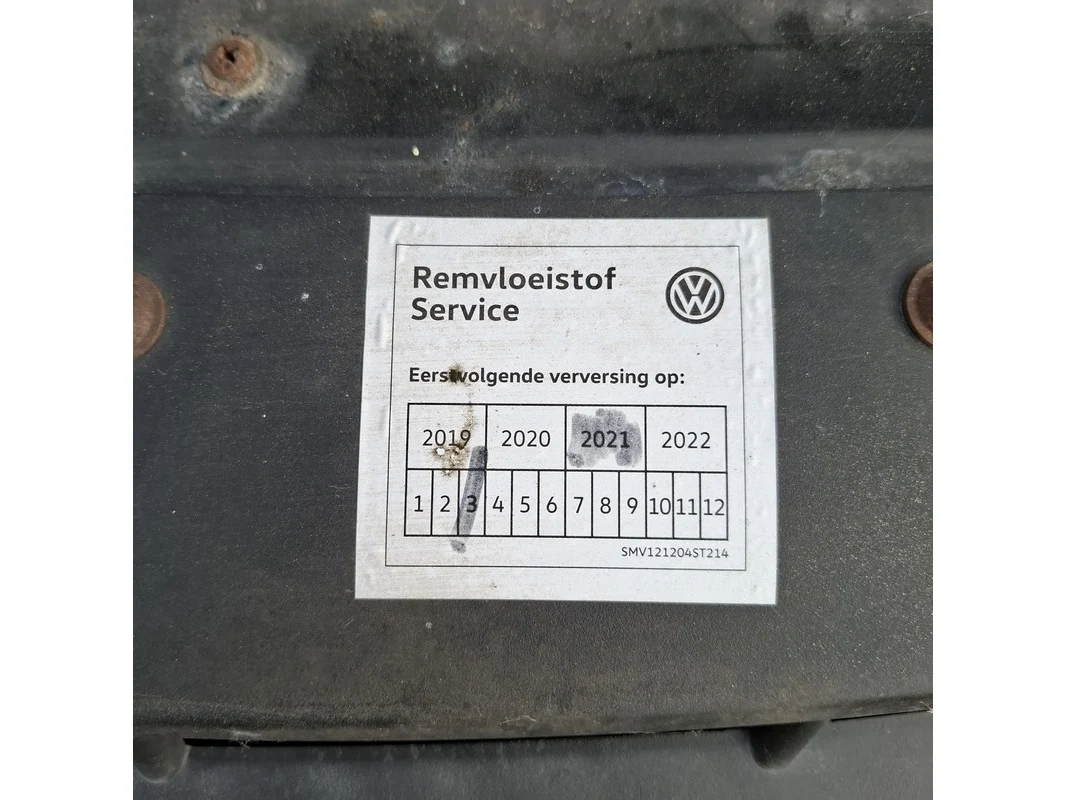 Remvloeistof
Service
Eerstvolgende verversing op:
2019 2020 2021 2022
1 2 3 4 5 6 7 8 9 10 11 12
SMV121204ST214